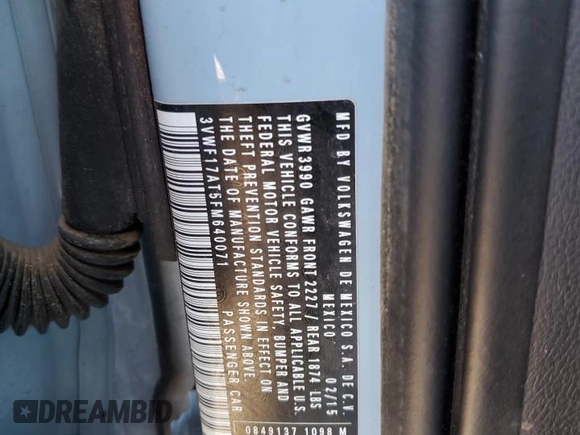 MFD BY VOLKSWAGEN DE MEXICO S.A. DE C.V.
MEXICO 02/15
GVWR 3990 GAWR FRONT 2227 // REAR 1874 LBS
THIS VEHICLE CONFORMS TO ALL APPLICABLE U.S.
FEDERAL MOTOR VEHICLE SAFETY, BUMPER AND
THEFT PREVENTION STANDARDS IN EFFECT ON
THE DATE OF MANUFACTURE SHOWN ABOVE.
3VWF17AT5FM640071 PASSENGER CAR
0849137 1098 M
DREAMBID